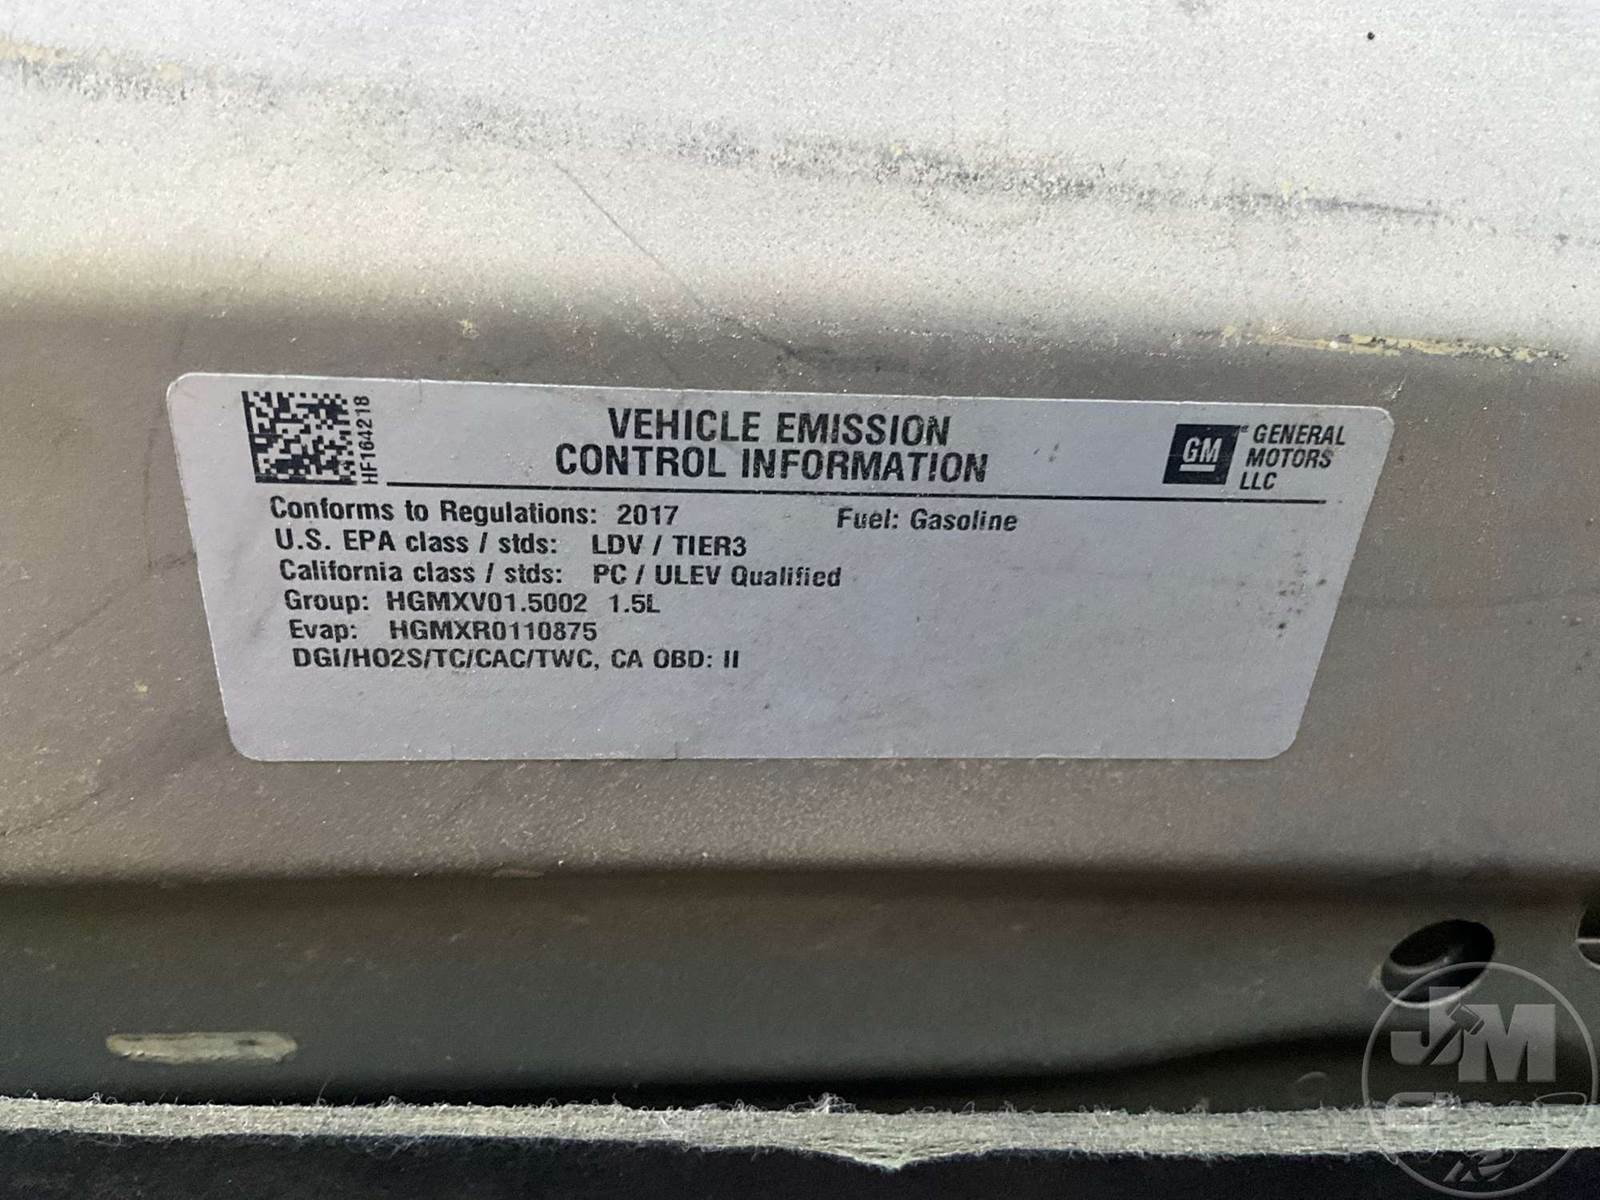 HF164218
VEHICLE EMISSION
CONTROL INFORMATION
GM
GENERAL
MOTORS
LLC
Conforms to Regulations: 2017 Fuel: Gasoline
U.S. EPA class / stds: LDV / TIER3
California class / stds: PC / ULEV Qualified
Group: HGMXV01.5002 1.5L
Evap: HGMXR0110875
DGI/HO2S/TC/CAC/TWC, CA OBD: II
JM